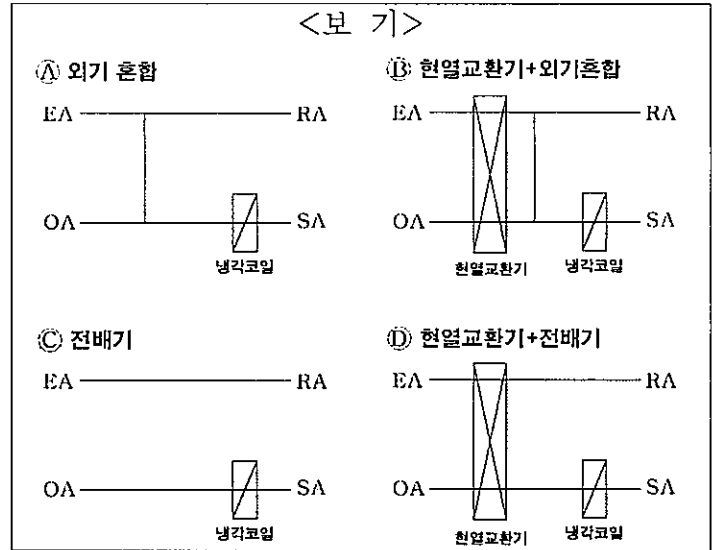 <보 기>
Ⓐ 외기 혼합
EA RA
OA SA
냉각코일
Ⓑ 현열교환기+외기혼합
EA RA
OA SA
현열교환기 냉각코일
Ⓒ 전배기
EA RA
OA SA
냉각코일
Ⓓ 현열교환기+전배기
EA RA
OA SA
현열교환기 냉각코일